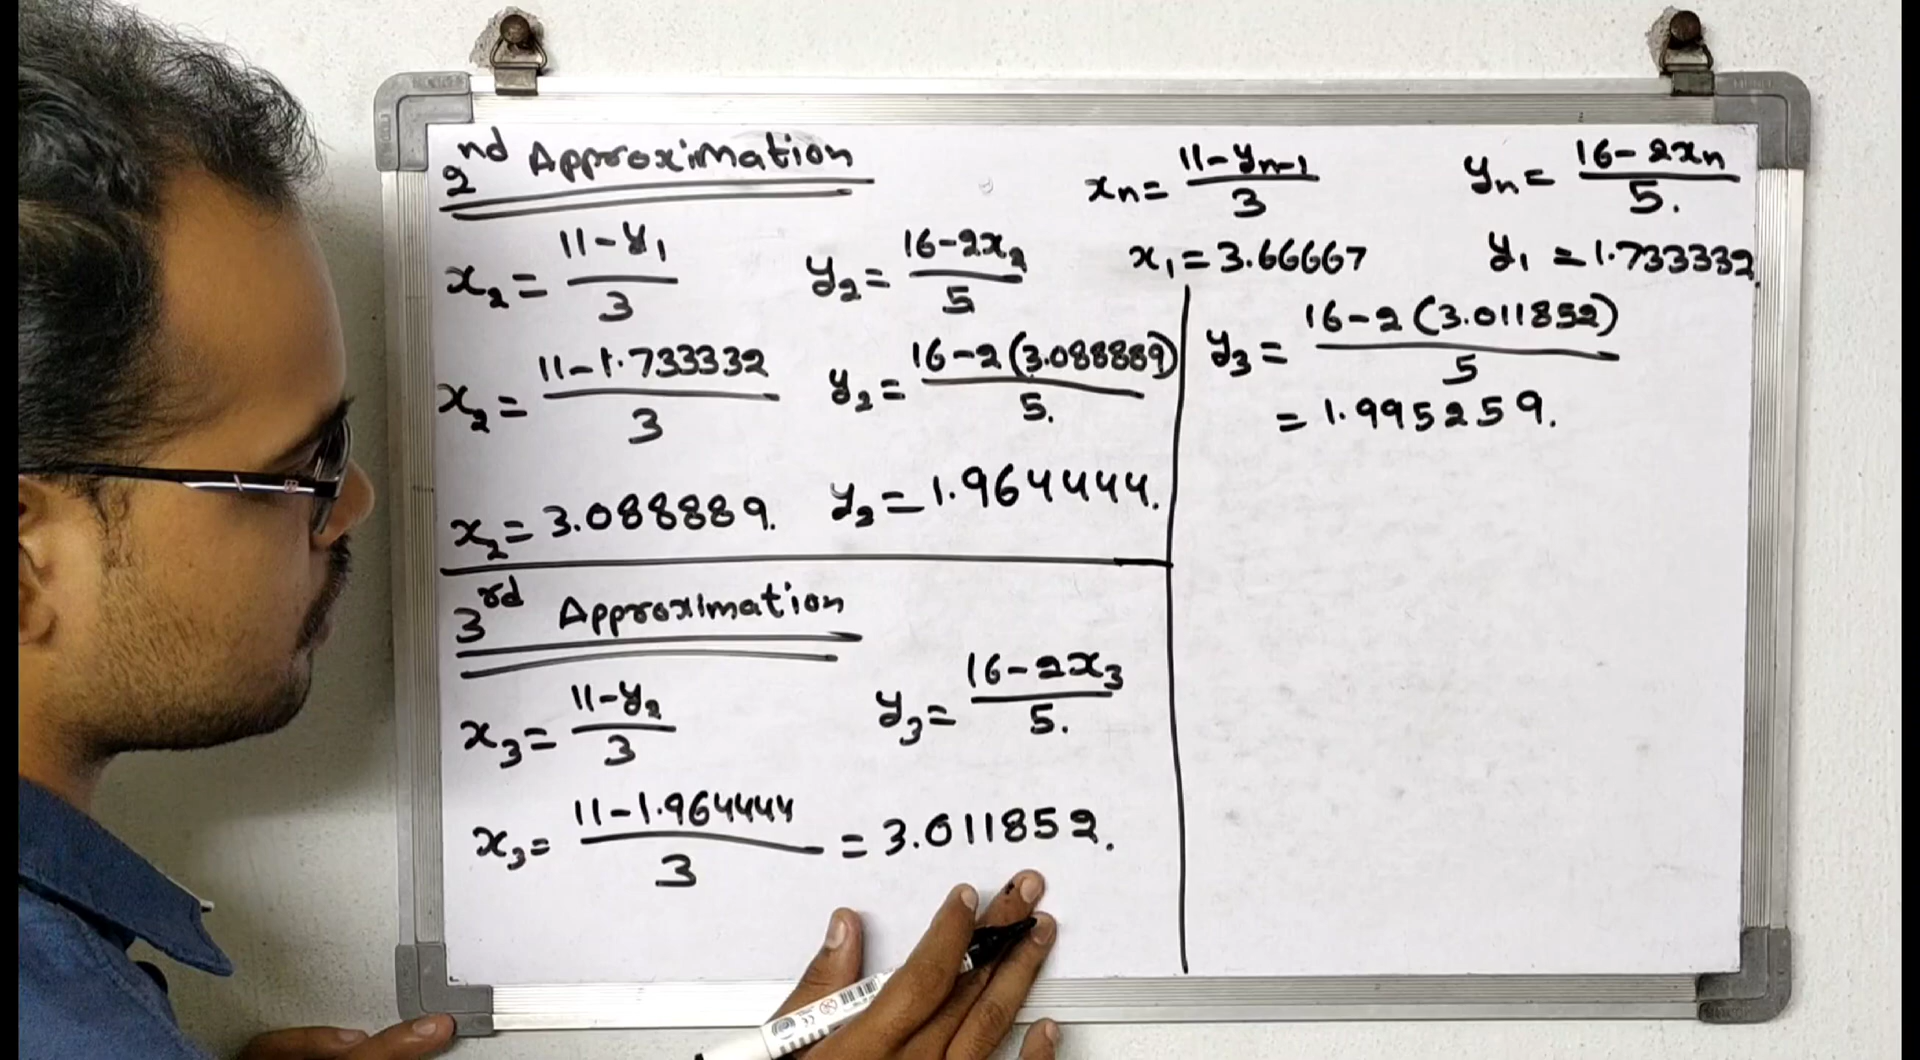 2nd Approximation
x₂ = (11-y₁)/3    y₂ = (16-2x₂)/5
x₂ = (11-1.733332)/3    y₂ = (16-2(3.088889))/5.
x₂ = 3.088889.    y₂ = 1.964444.
3rd Approximation
x₃ = (11-y₂)/3    y₃ = (16-2x₃)/5.
x₃ = (11-1.964444)/3 = 3.011852.
xₙ = (11-yₙ₋₁)/3    yₙ = (16-2xₙ)/5.
x₁ = 3.66667    y₁ = 1.733332.
y₃ = (16-2(3.011852))/5
= 1.995259.